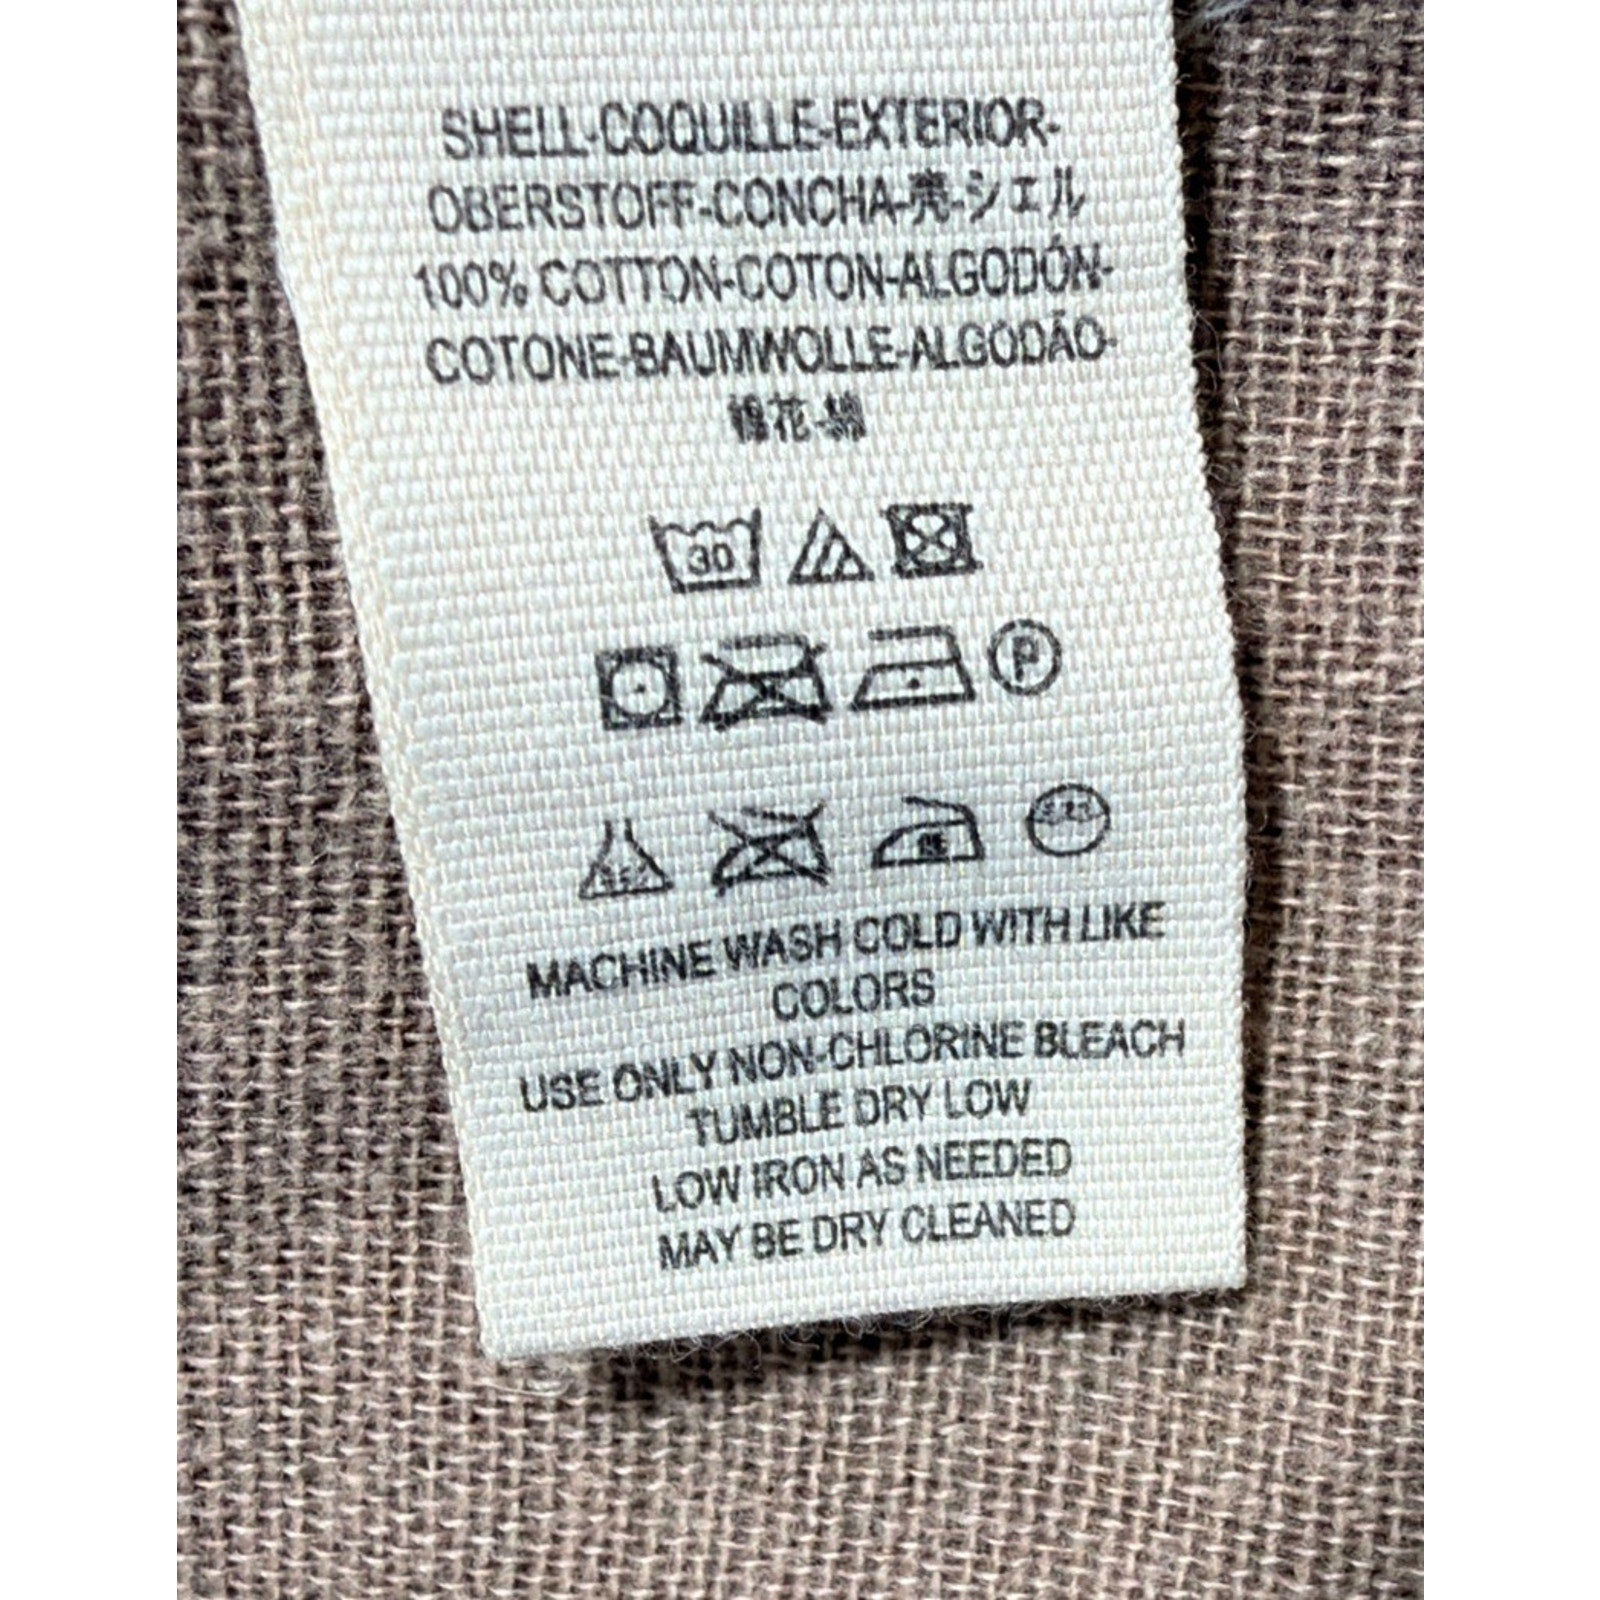 SHELL-COQUILLE-EXTERIOR-
OBERSTOFF-CONCHA-壳-シェル
100% COTTON-COTON-ALGODÓN-
COTONE-BAUMWOLLE-ALGODÃO-
棉花-綿
30
P
MACHINE WASH COLD WITH LIKE
COLORS
USE ONLY NON-CHLORINE BLEACH
TUMBLE DRY LOW
LOW IRON AS NEEDED
MAY BE DRY CLEANED